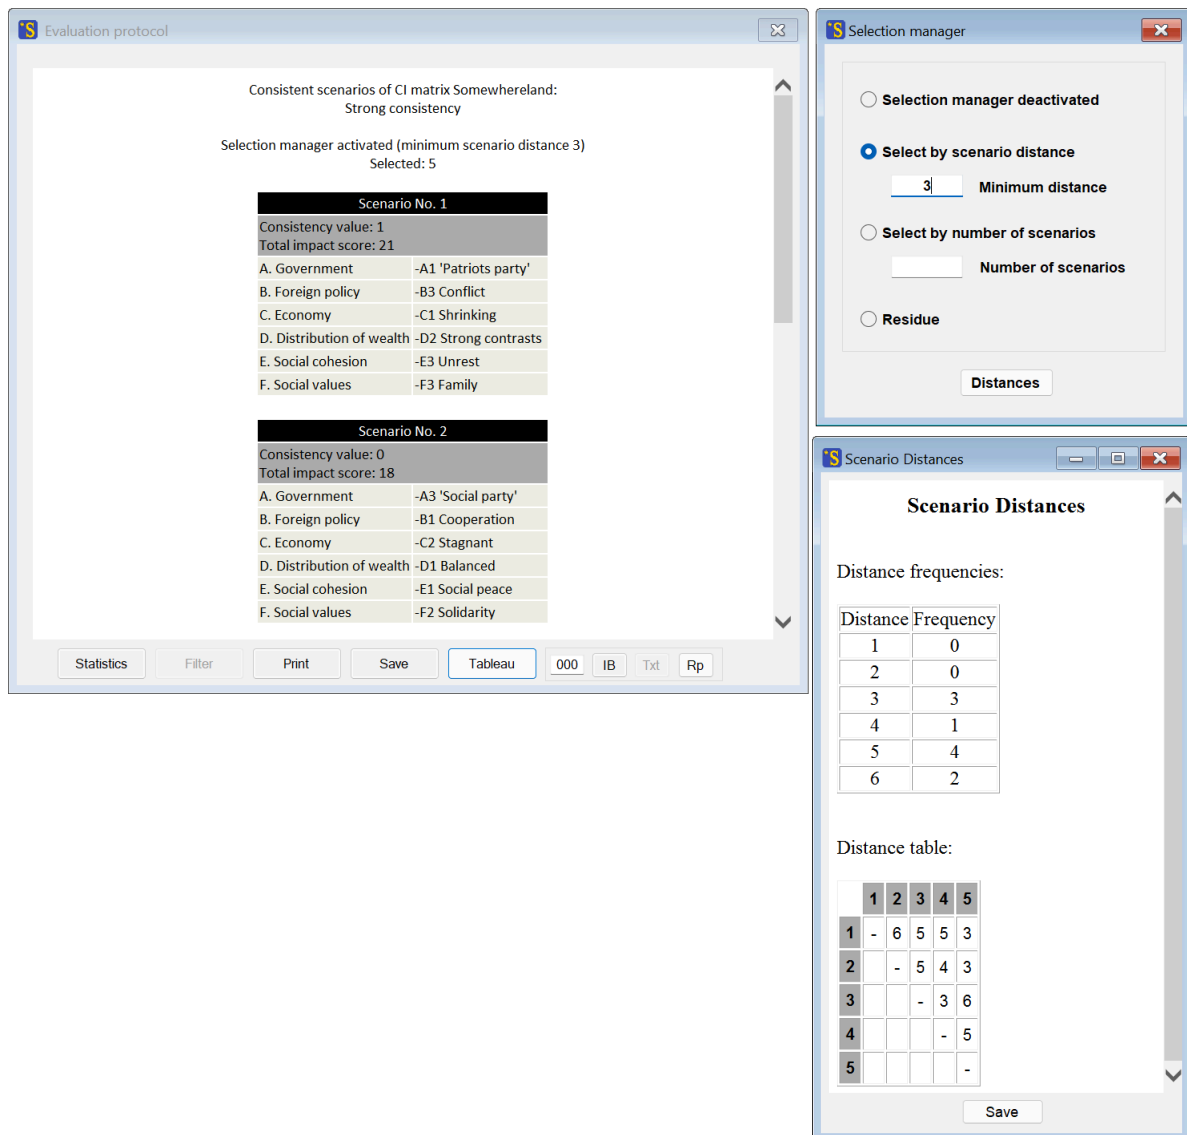 Evaluation protocol
Consistent scenarios of CI matrix Somewhereland:
Strong consistency
Selection manager activated (minimum scenario distance 3)
Selected: 5
Scenario No. 1
Consistency value: 1
Total impact score: 21
A. Government -A1 'Patriots party'
B. Foreign policy -B3 Conflict
C. Economy -C1 Shrinking
D. Distribution of wealth -D2 Strong contrasts
E. Social cohesion -E3 Unrest
F. Social values -F3 Family
Scenario No. 2
Consistency value: 0
Total impact score: 18
A. Government -A3 'Social party'
B. Foreign policy -B1 Cooperation
C. Economy -C2 Stagnant
D. Distribution of wealth -D1 Balanced
E. Social cohesion -E1 Social peace
F. Social values -F2 Solidarity
Statistics Filter Print Save Tableau 000 IB Txt Rp
Selection manager
Selection manager deactivated
Select by scenario distance
3 Minimum distance
Select by number of scenarios
Number of scenarios
Residue
Distances
Scenario Distances
Scenario Distances
Distance frequencies:
Distance Frequency
1 0
2 0
3 3
4 1
5 4
6 2
Distance table:
1 2 3 4 5
1 - 6 5 5 3
2 - 5 4 3
3 - 3 6
4 - 5
5 -
Save